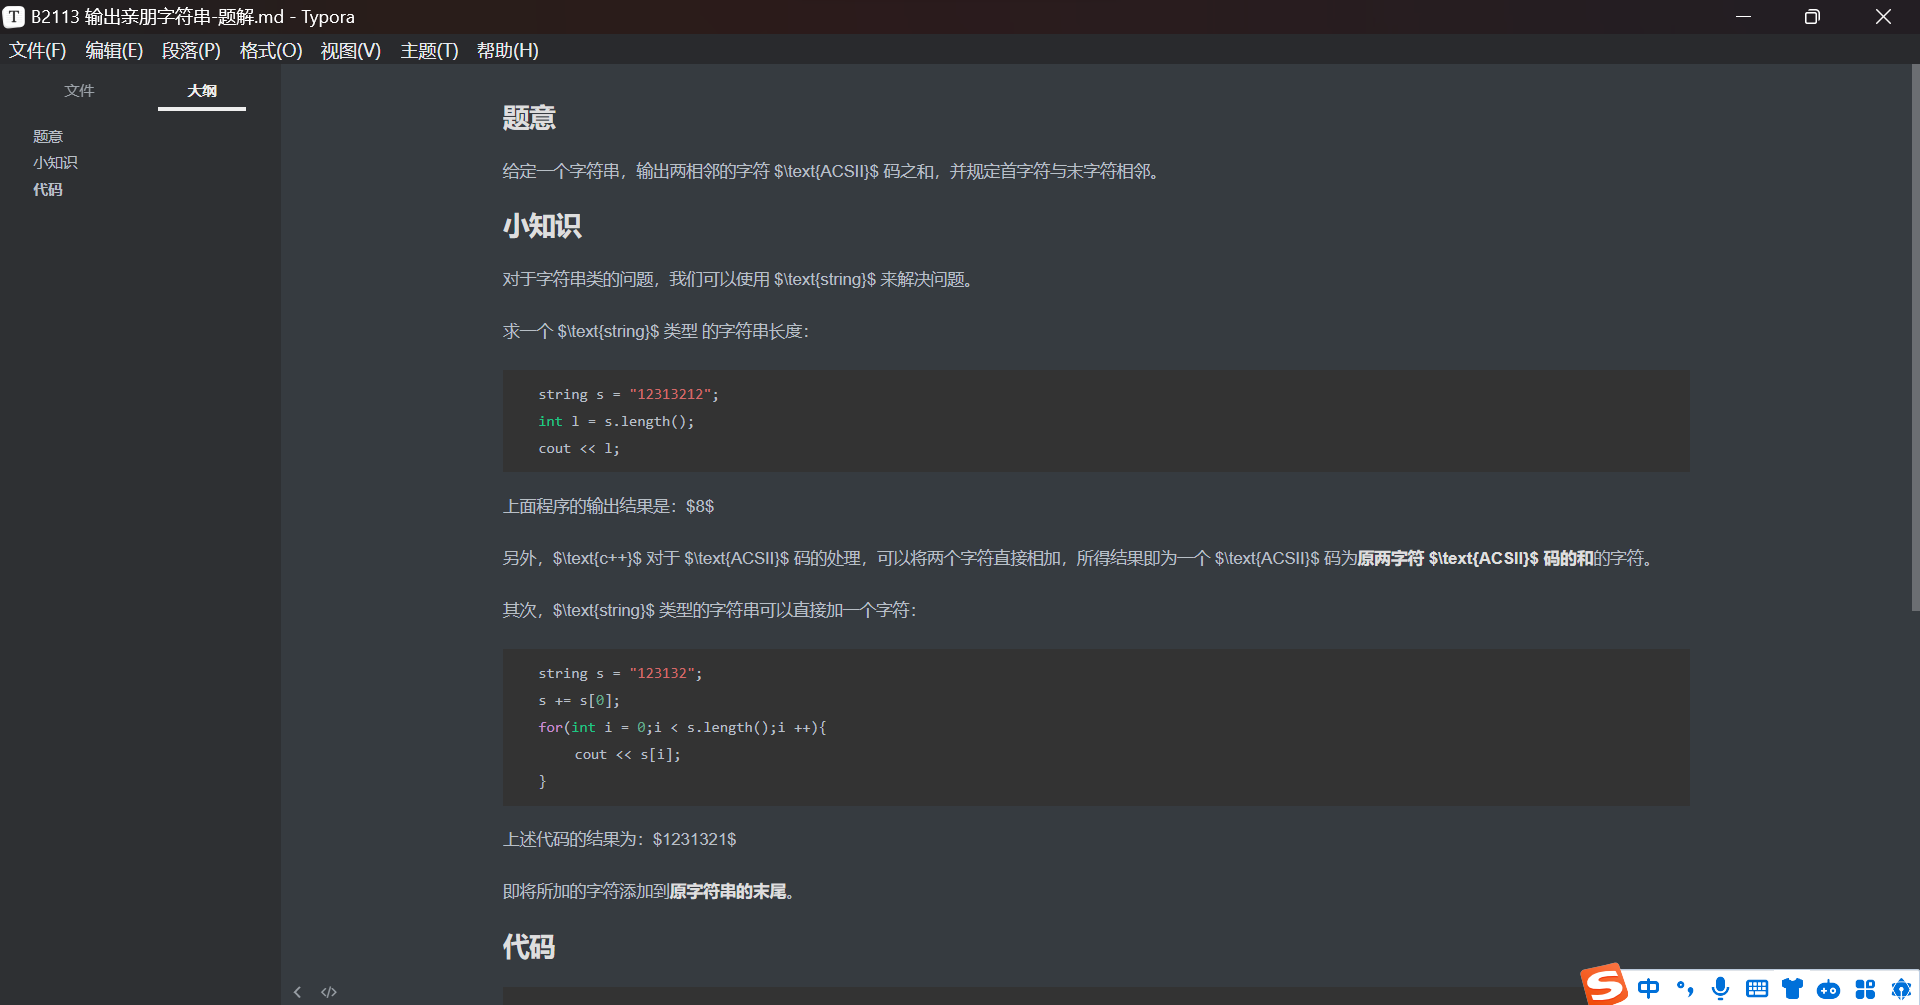 B2113 输出亲朋字符串-题解.md - Typora
文件(F) 编辑(E) 段落(P) 格式(O) 视图(V) 主题(T) 帮助(H)
文件 大纲
题意
小知识
代码
题意
给定一个字符串，输出两相邻的字符 $\text{ACSII}$ 码之和，并规定首字符与末字符相邻。
小知识
对于字符串类的问题，我们可以使用 $\text{string}$ 来解决问题。
求一个 $\text{string}$ 类型 的字符串长度：
string s = "12313212";
int l = s.length();
cout << l;
上面程序的输出结果是：$8$
另外，$\text{c++}$ 对于 $\text{ACSII}$ 码的处理，可以将两个字符直接相加，所得结果即为一个 $\text{ACSII}$ 码为原两字符 $\text{ACSII}$ 码的和的字符。
其次，$\text{string}$ 类型的字符串可以直接加一个字符：
string s = "123132";
s += s[0];
for(int i = 0;i < s.length();i ++){
cout << s[i];
}
上述代码的结果为：$1231321$
即将所加的字符添加到原字符串的末尾。
代码
中